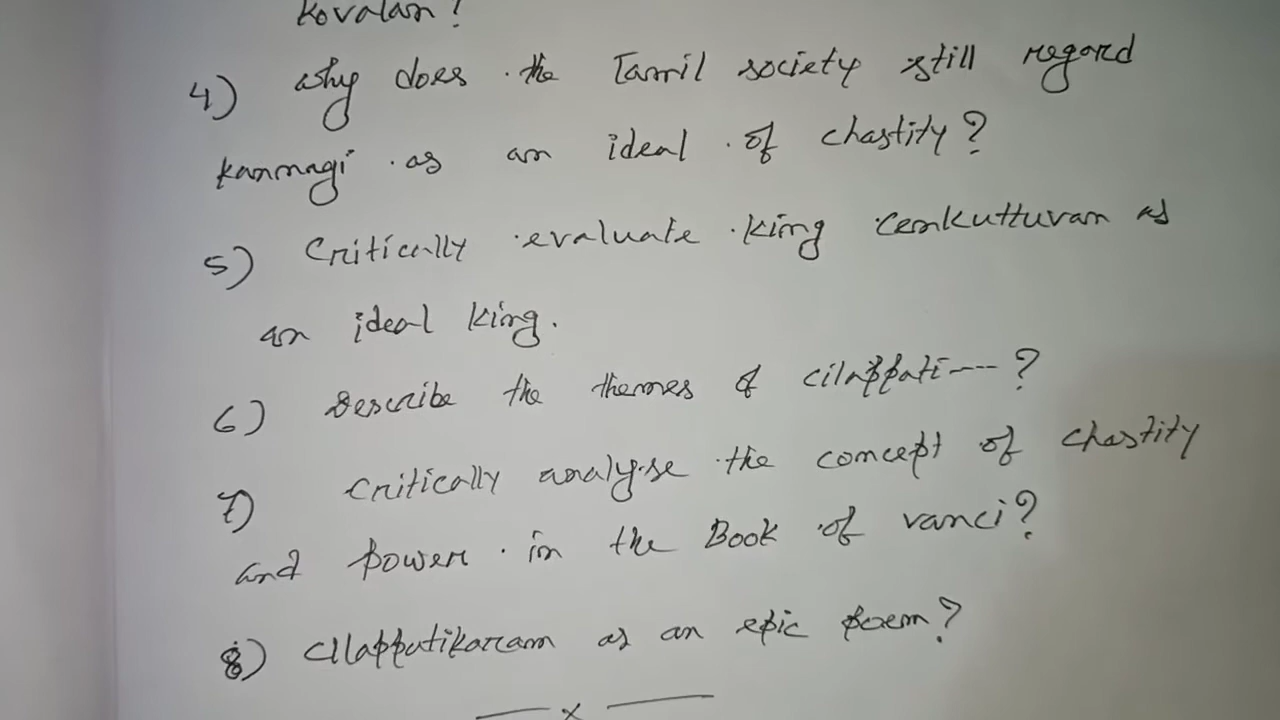 Kovalan?
4) Why does the Tamil society still regard
Kannagi as an ideal of chastity?
5) Critically evaluate king Cenkuttuvan as
an ideal king.
6) Describe the themes of Cilappati---?
7) Critically analyse the concept of chastity
and power in the Book of Vanci?
8) Cilappatikaram as an epic poem?
— x —